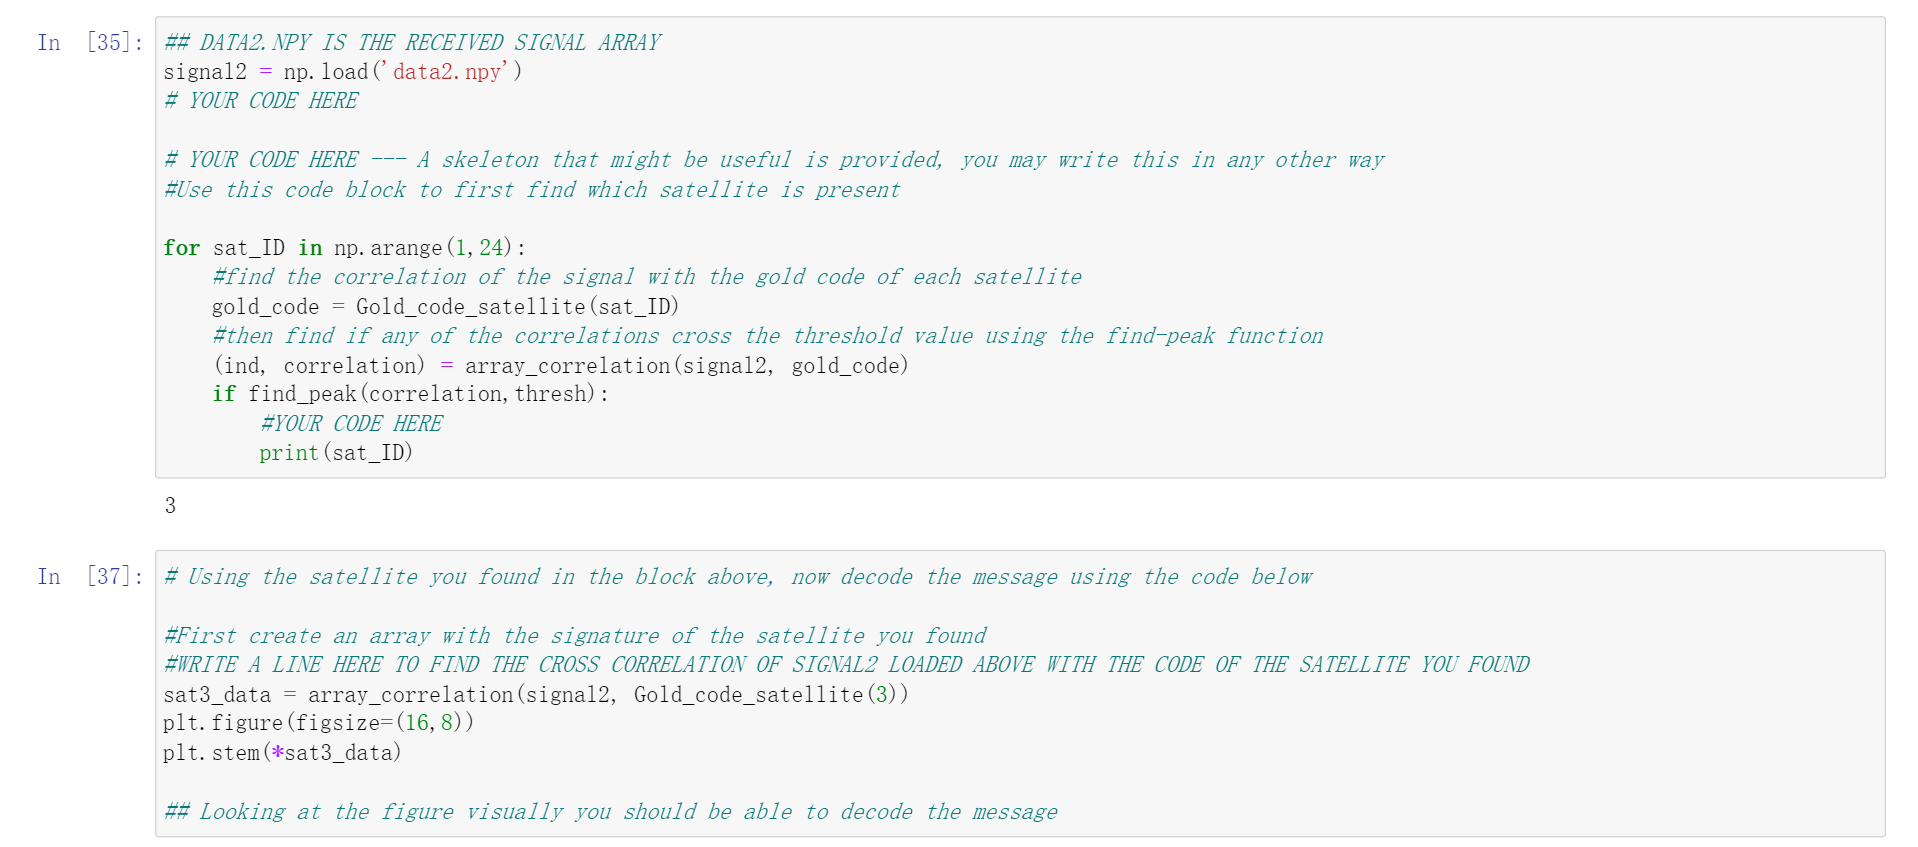 In [35]: ## DATA2.NPY IS THE RECEIVED SIGNAL ARRAY
signal2 = np.load('data2.npy')
# YOUR CODE HERE
# YOUR CODE HERE --- A skeleton that might be useful is provided, you may write this in any other way
#Use this code block to first find which satellite is present
for sat_ID in np.arange(1,24):
    #find the correlation of the signal with the gold code of each satellite
    gold_code = Gold_code_satellite(sat_ID)
    #then find if any of the correlations cross the threshold value using the find-peak function
    (ind, correlation) = array_correlation(signal2, gold_code)
    if find_peak(correlation,thresh):
        #YOUR CODE HERE
        print(sat_ID)
3
In [37]: # Using the satellite you found in the block above, now decode the message using the code below
#First create an array with the signature of the satellite you found
#WRITE A LINE HERE TO FIND THE CROSS CORRELATION OF SIGNAL2 LOADED ABOVE WITH THE CODE OF THE SATELLITE YOU FOUND
sat3_data = array_correlation(signal2, Gold_code_satellite(3))
plt.figure(figsize=(16,8))
plt.stem(*sat3_data)
## Looking at the figure visually you should be able to decode the message